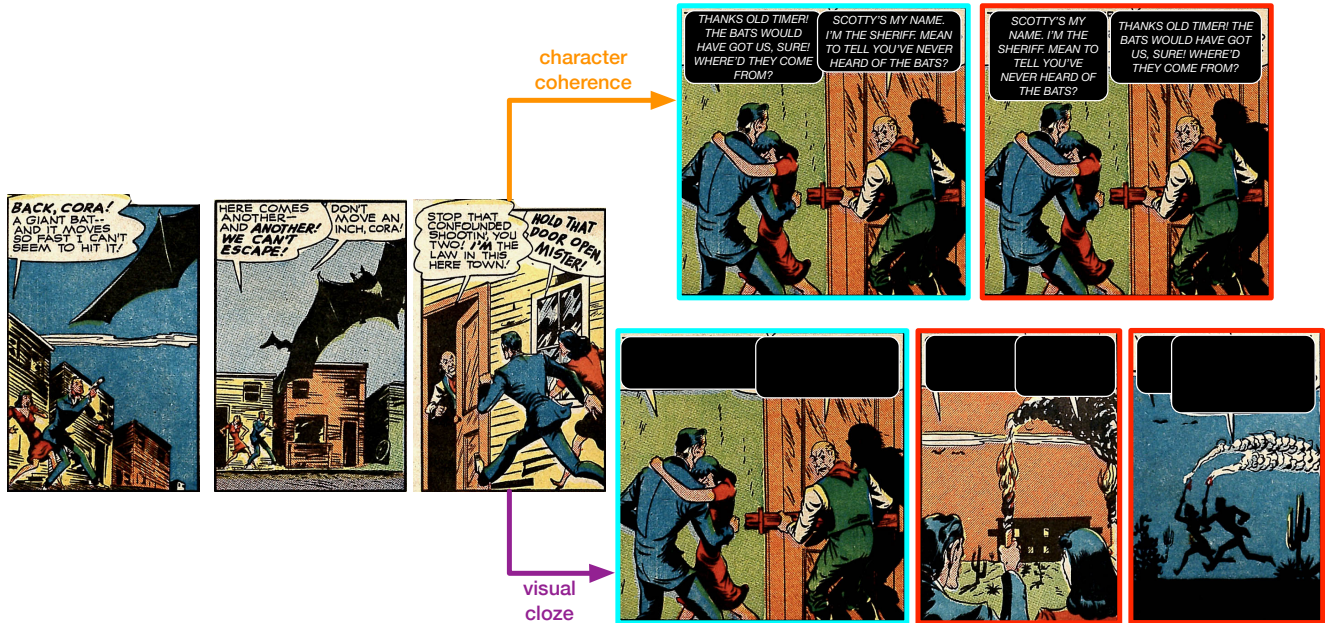 BACK, CORA!
A GIANT BAT--
AND IT MOVES
SO FAST I CAN'T
SEEM TO HIT IT!
HERE COMES
ANOTHER—
AND ANOTHER!
WE CAN'T
ESCAPE!
DON'T
MOVE AN
INCH, CORA!
STOP THAT
CONFOUNDED
SHOOTIN', YOU
TWO! I'M THE
LAW IN THIS
HERE TOWN!
HOLD THAT
DOOR OPEN,
MISTER!
character
coherence
THANKS OLD TIMER!
THE BATS WOULD
HAVE GOT US, SURE!
WHERE'D THEY COME
FROM?
SCOTTY'S MY NAME.
I'M THE SHERIFF. MEAN
TO TELL YOU'VE NEVER
HEARD OF THE BATS?
SCOTTY'S MY
NAME. I'M THE
SHERIFF. MEAN TO
TELL YOU'VE
NEVER HEARD OF
THE BATS?
THANKS OLD TIMER! THE
BATS WOULD HAVE GOT
US, SURE! WHERE'D
THEY COME FROM?
visual
cloze